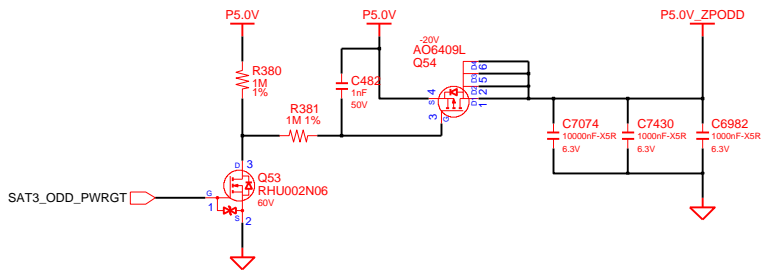 P5.0V
P5.0V
P5.0V_ZPODD
-20V
AO6409L
Q54
R380
1M
1%
C482
1nF
50V
R381
1M 1%
4
S
3
G
D4
6
D3
5
D2
2
D1
1
C7074
10000nF-X5R
6.3V
C7430
1000nF-X5R
6.3V
C6982
1000nF-X5R
6.3V
D
3
Q53
RHU002N06
60V
SAT3_ODD_PWRGT
G
1
S
2